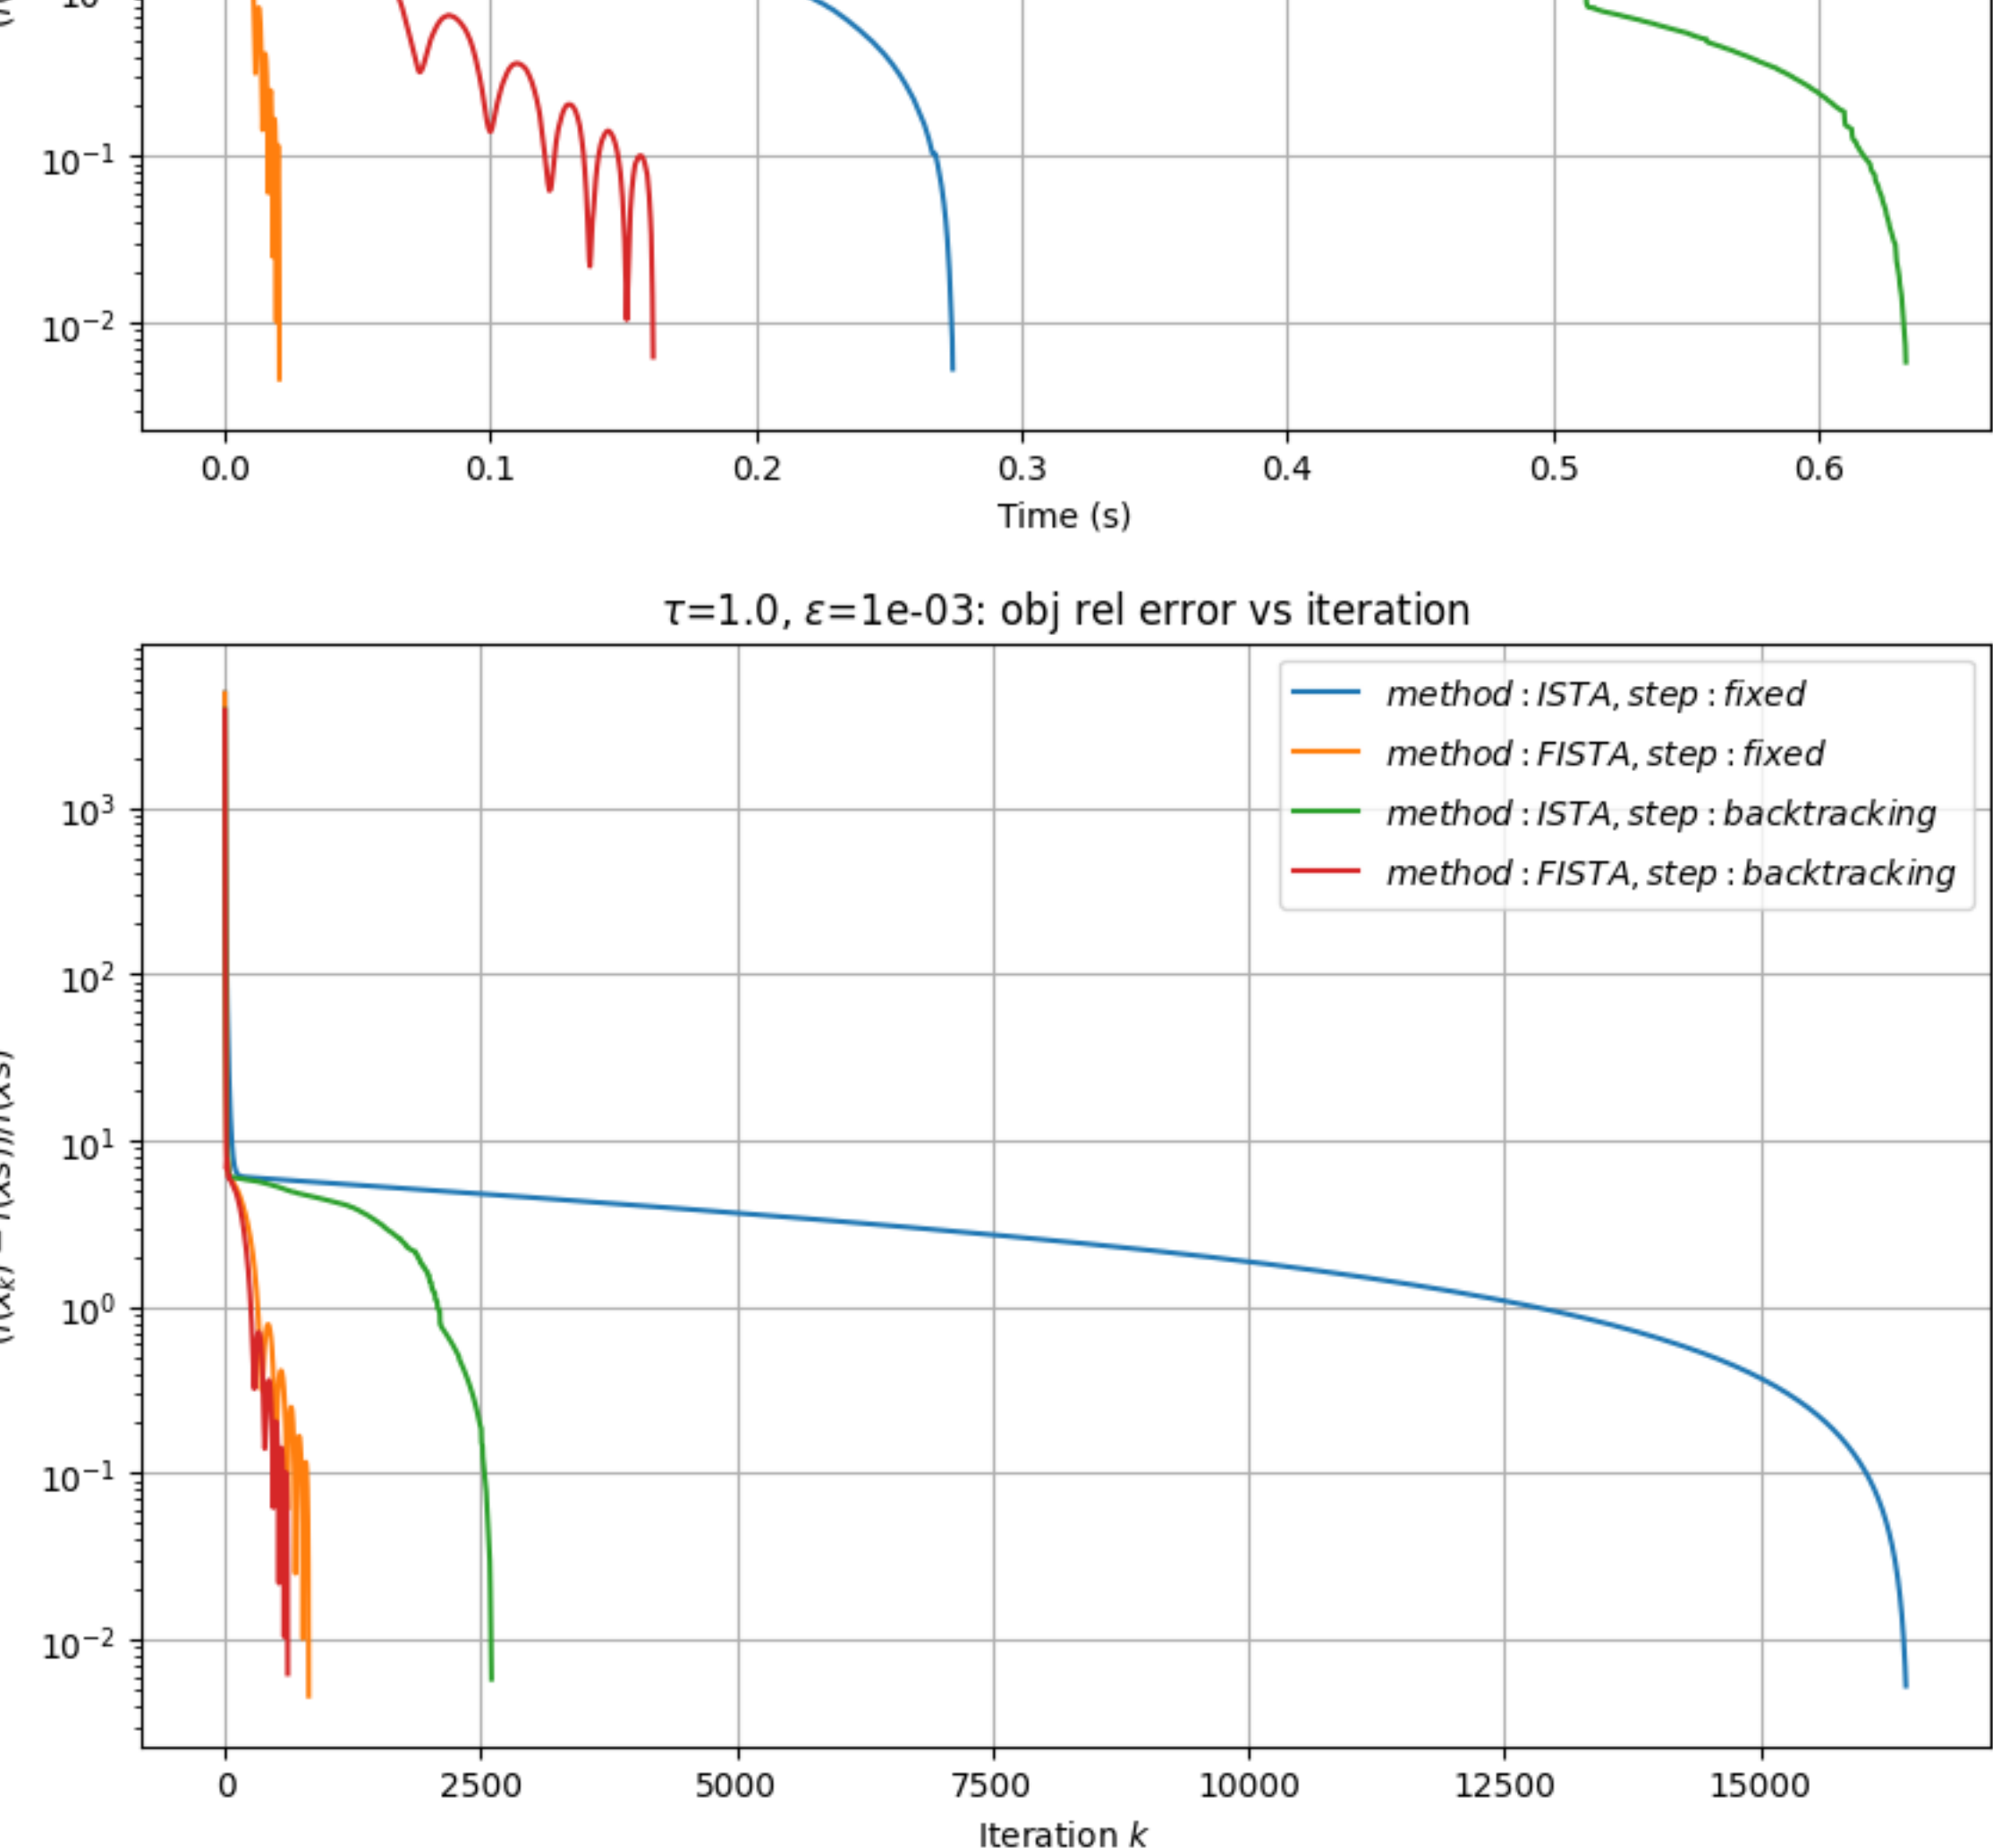 10
10⁻¹
10⁻²
0.0 0.1 0.2 0.3 0.4 0.5 0.6
Time (s)
τ=1.0, ε=1e-03: obj rel error vs iteration
method : ISTA, step : fixed
method : FISTA, step : fixed
method : ISTA, step : backtracking
method : FISTA, step : backtracking
10³
10²
10¹
10⁰
10⁻¹
10⁻²
0 2500 5000 7500 10000 12500 15000
Iteration k